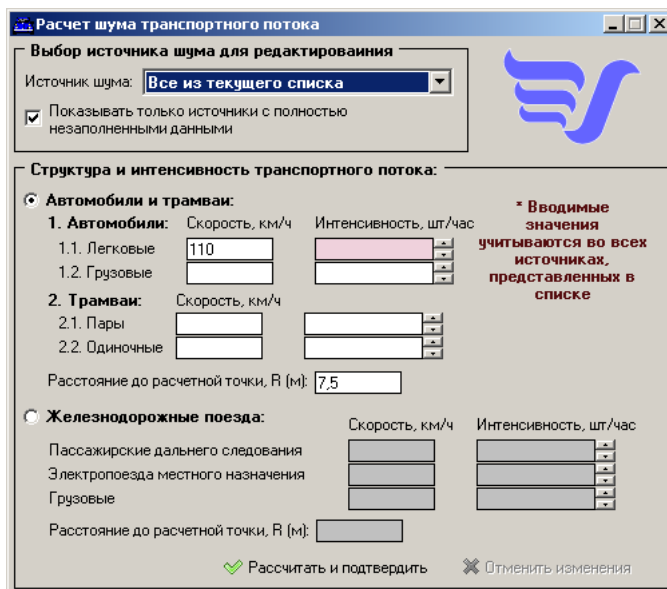 Расчет шума транспортного потока
Выбор источника шума для редактироваиния
Источник шума: Все из текущего списка
Показывать только источники с полностью
незаполненными данными
Структура и интенсивность транспортного потока:
Автомобили и трамваи:
1. Автомобили: Скорость, км/ч Интенсивность, шт/час
1.1. Легковые 110
1.2. Грузовые
2. Трамваи: Скорость, км/ч
2.1. Пары
2.2. Одиночные
Расстояние до расчетной точки, R (м): 7,5
* Вводимые
значения
учитываются во всех
источниках,
представленных в
списке
Железнодорожные поезда:
Скорость, км/ч Интенсивность, шт/час
Пассажирские дальнего следования
Электропоезда местного назначения
Грузовые
Расстояние до расчетной точки, R (м):
Рассчитать и подтвердить Отменить изменения